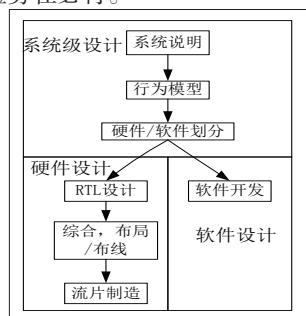 系统级设计
系统说明
行为模型
硬件/软件划分
硬件设计
RTL设计
软件开发
综合，布局
/布线
软件设计
流片制造